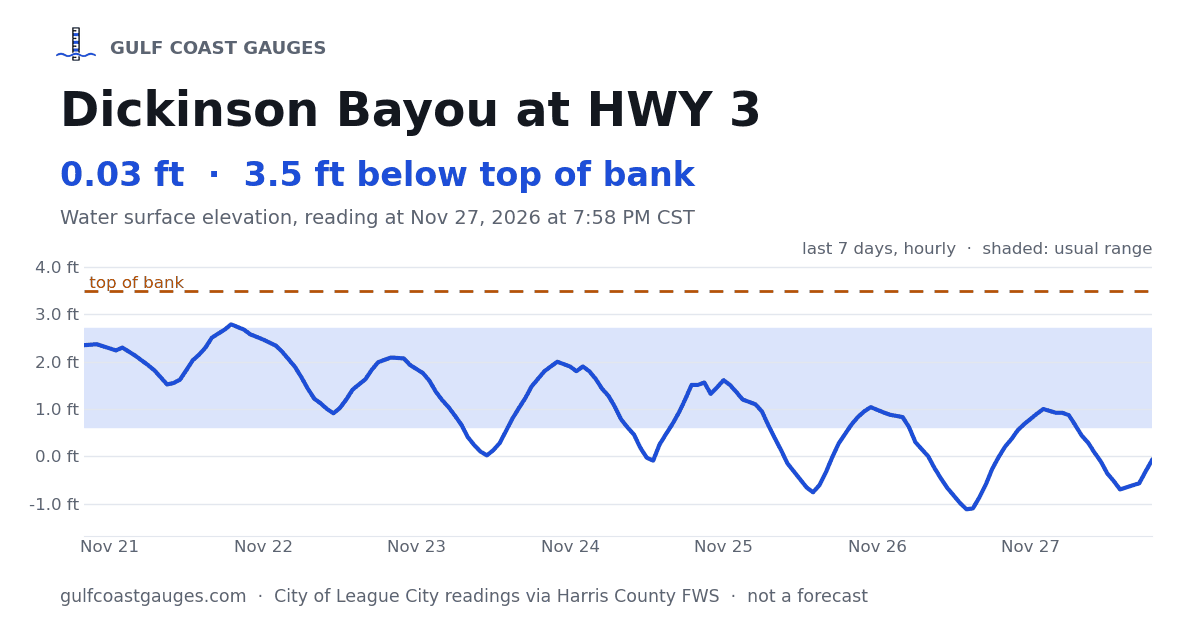 GULF COAST GAUGES
Dickinson Bayou at HWY 3
0.03 ft · 3.5 ft below top of bank
Water surface elevation, reading at Nov 27, 2026 at 7:58 PM CST
last 7 days, hourly · shaded: usual range
4.0 ft
top of bank
3.0 ft
2.0 ft
1.0 ft
0.0 ft
-1.0 ft
Nov 21 Nov 22 Nov 23 Nov 24 Nov 25 Nov 26 Nov 27
gulfcoastgauges.com · City of League City readings via Harris County FWS · not a forecast